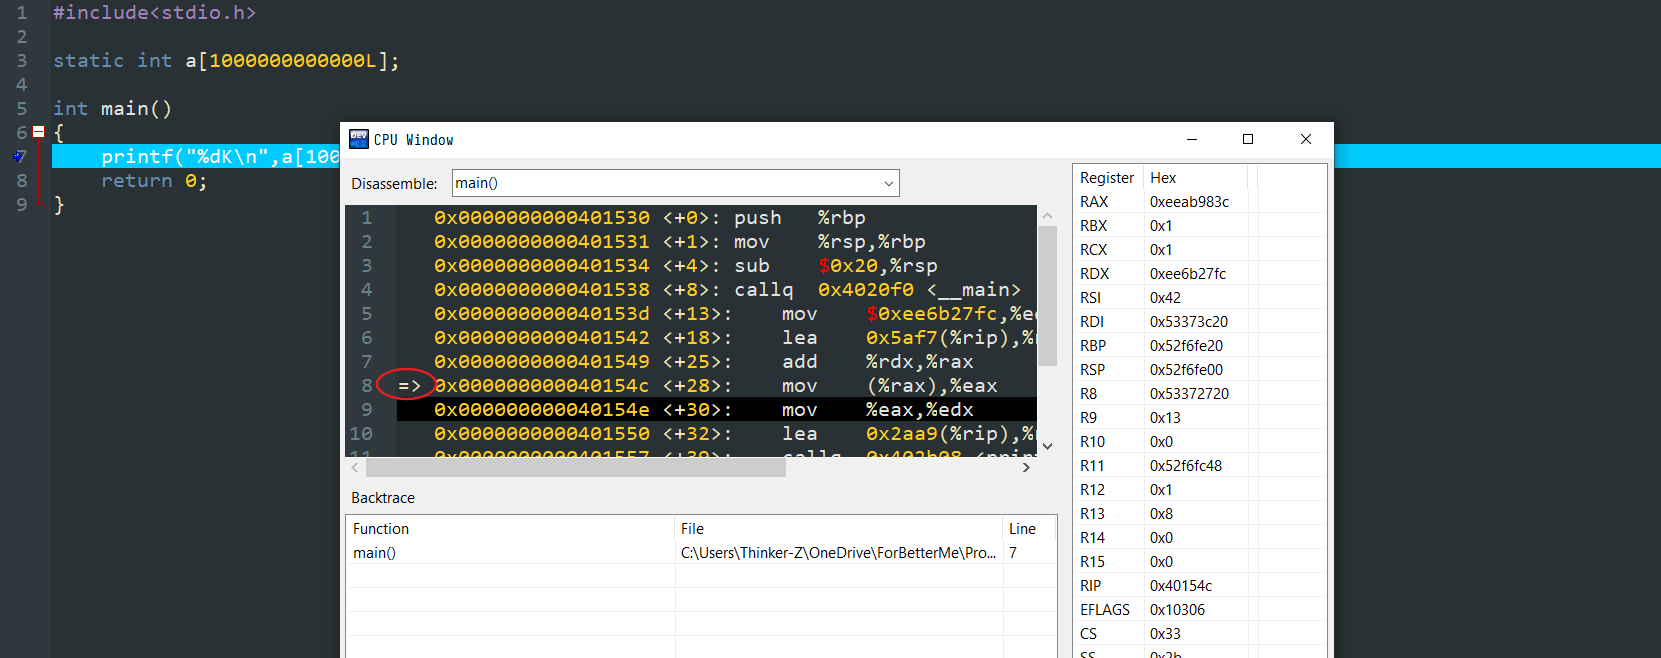 1 #include<stdio.h>
2
3 static int a[1000000000000L];
4
5 int main()
6 {
7 printf("%dK\n",a[100
8 return 0;
9 }
DEV
CPU Window
Disassemble: main()
1 0x0000000000401530 <+0>: push %rbp
2 0x0000000000401531 <+1>: mov %rsp,%rbp
3 0x0000000000401534 <+4>: sub $0x20,%rsp
4 0x0000000000401538 <+8>: callq 0x4020f0 <__main>
5 0x000000000040153d <+13>: mov $0xee6b27fc,%e
6 0x0000000000401542 <+18>: lea 0x5af7(%rip),%
7 0x0000000000401549 <+25>: add %rdx,%rax
8 => 0x000000000040154c <+28>: mov (%rax),%eax
9 0x000000000040154e <+30>: mov %eax,%edx
10 0x0000000000401550 <+32>: lea 0x2aa9(%rip),%
11 0x0000000000401557 <+39>: callq 0x402b08 <prin
Backtrace
Function File Line
main() C:\Users\Thinker-Z\OneDrive\ForBetterMe\Pro... 7
Register Hex
RAX 0xeeab983c
RBX 0x1
RCX 0x1
RDX 0xee6b27fc
RSI 0x42
RDI 0x53373c20
RBP 0x52f6fe20
RSP 0x52f6fe00
R8 0x53372720
R9 0x13
R10 0x0
R11 0x52f6fc48
R12 0x1
R13 0x8
R14 0x0
R15 0x0
RIP 0x40154c
EFLAGS 0x10306
CS 0x33
SS 0x2b